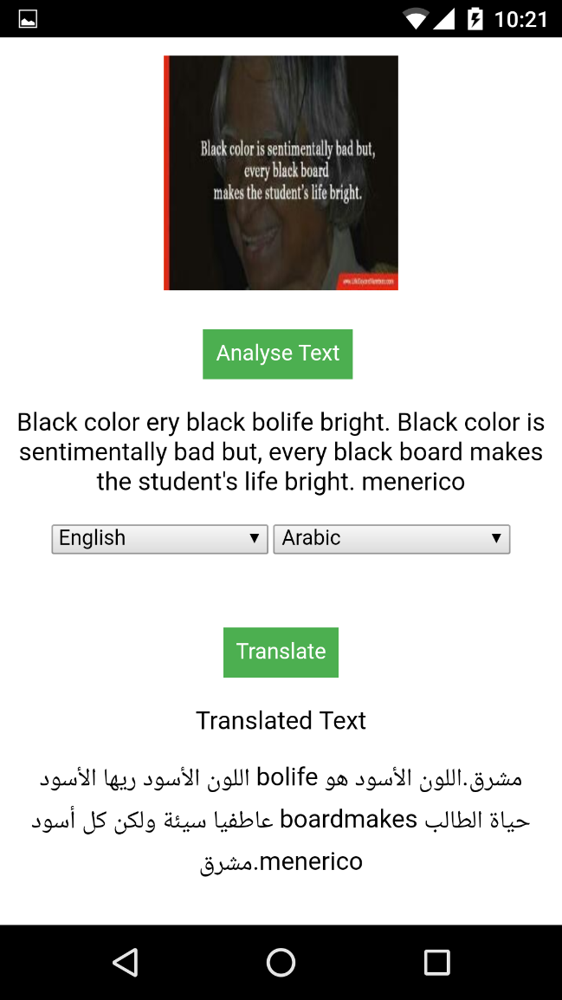 10:21
Black color is sentimentally bad but,
every black board
makes the student's life bright.
Analyse Text
Black color ery black bolife bright. Black color is
sentimentally bad but, every black board makes
the student's life bright. menerico
English
Arabic
Translate
Translated Text
اللون الأسود ريها الأسود bolife مشرق.اللون الأسود هو
عاطفيا سيئة ولكن كل أسود boardmakes حياة الطالب
مشرق.menerico